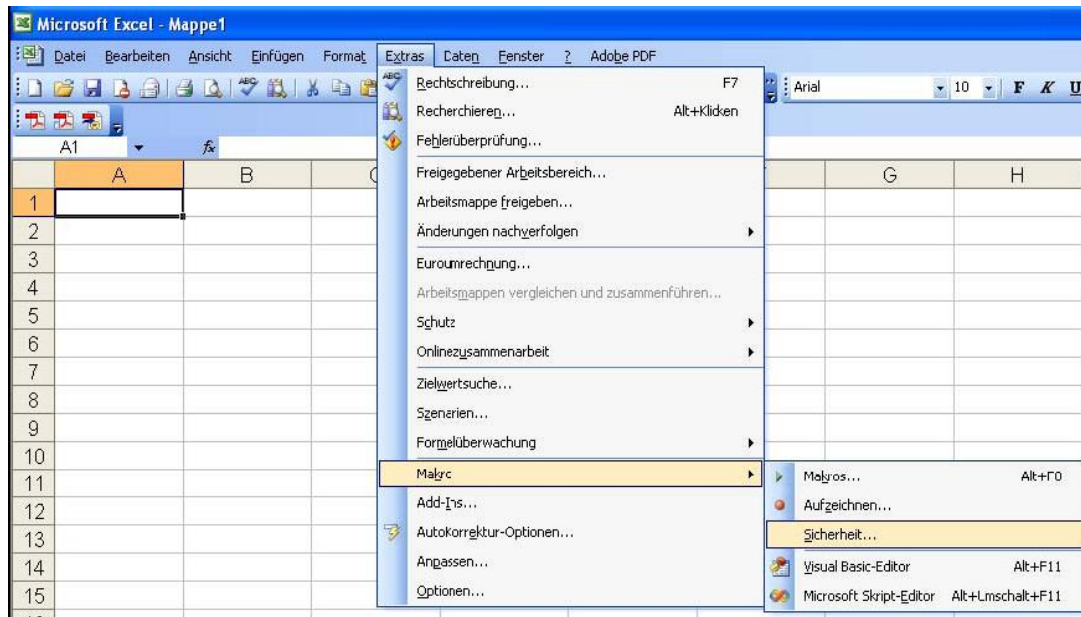 Microsoft Excel - Mappe1
Datei Bearbeiten Ansicht Einfügen Format Extras Daten Fenster ? Adobe PDF
Arial 10 F K U
A1 fx
A B G H
1
2
3
4
5
6
7
8
9
10
11
12
13
14
15
Rechtschreibung... F7
Recherchieren... Alt+Klicken
Fehlerüberprüfung...
Freigegebener Arbeitsbereich...
Arbeitsmappe freigeben...
Änderungen nachverfolgen
Euroumrechnung...
Arbeitsmappen vergleichen und zusammenführen...
Schutz
Onlinezusammenarbeit
Zielwertsuche...
Szenarien...
Formelüberwachung
Makro
Add-Ins...
AutoKorrektur-Optionen...
Anpassen...
Optionen...
Makros... Alt+F8
Aufzeichnen...
Sicherheit...
Visual Basic-Editor Alt+F11
Microsoft Skript-Editor Alt+Umschalt+F11